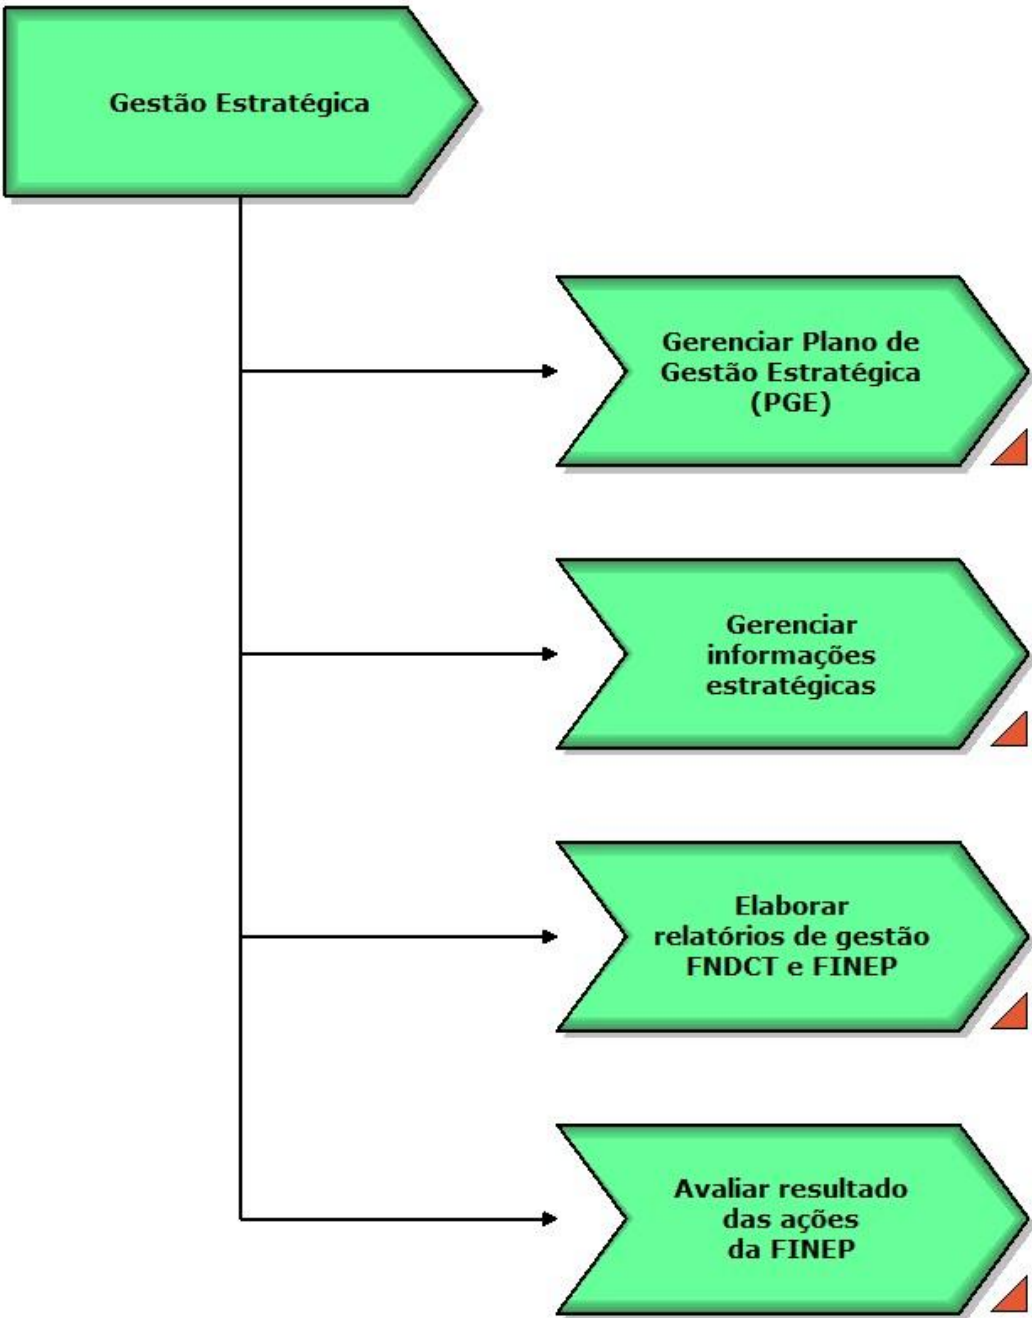 Gestão Estratégica
Gerenciar Plano de
Gestão Estratégica
(PGE)
Gerenciar
informações
estratégicas
Elaborar
relatórios de gestão
FNDCT e FINEP
Avaliar resultado
das ações
da FINEP